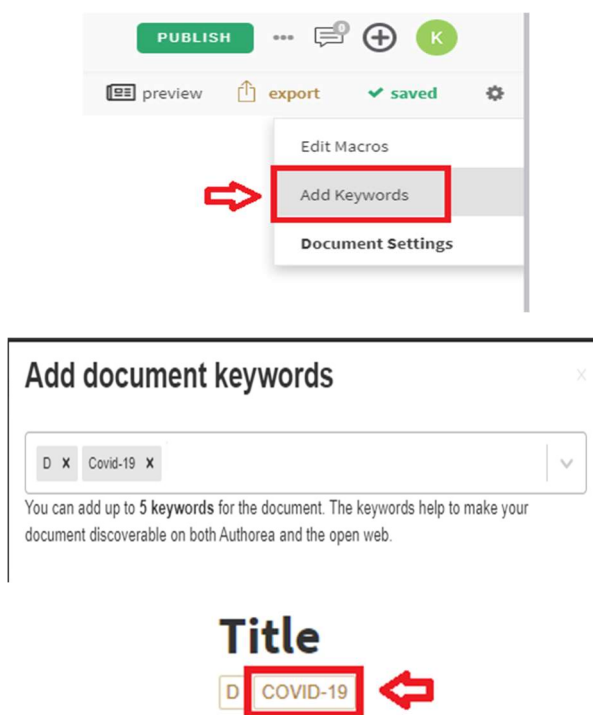 PUBLISH ••• 0 K
preview export saved
Edit Macros
Add Keywords
Document Settings
Add document keywords x
D x Covid-19 x
You can add up to 5 keywords for the document. The keywords help to make your
document discoverable on both Authorea and the open web.
Title
D COVID-19